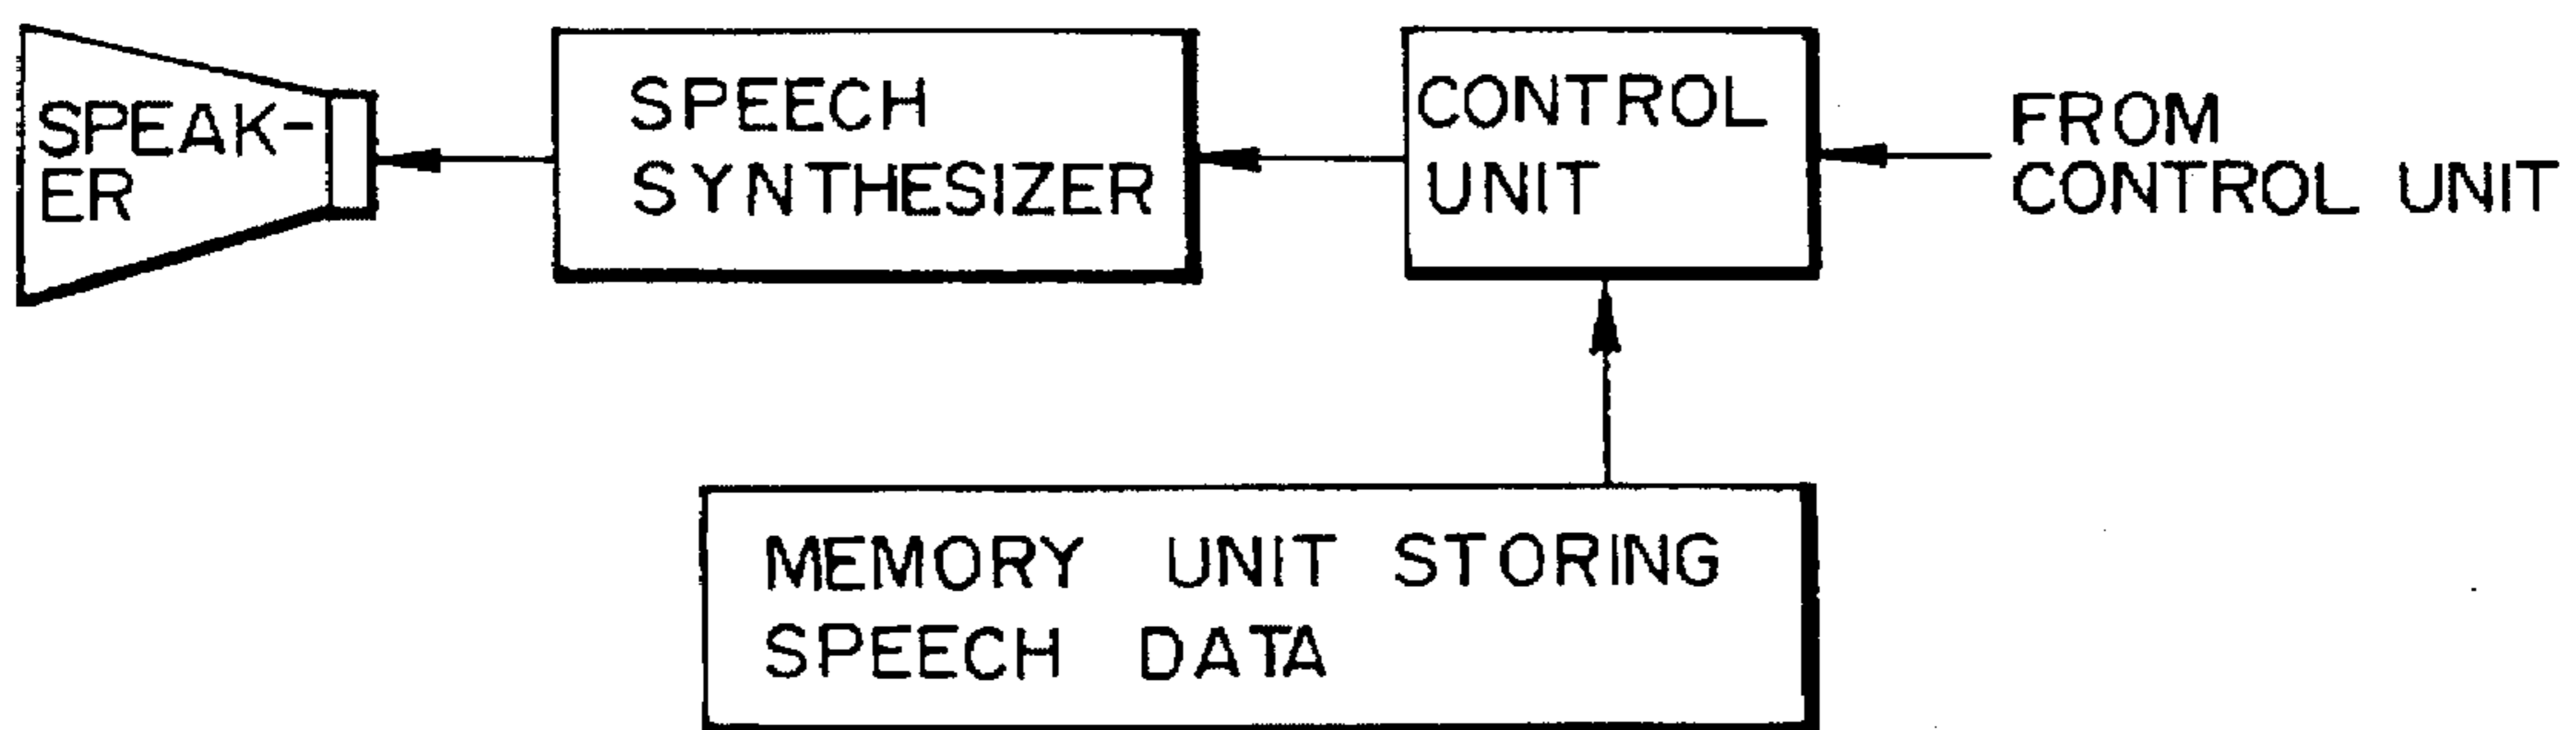 SPEAK-
ER
SPEECH
SYNTHESIZER
CONTROL
UNIT
FROM
CONTROL UNIT
MEMORY UNIT STORING
SPEECH DATA